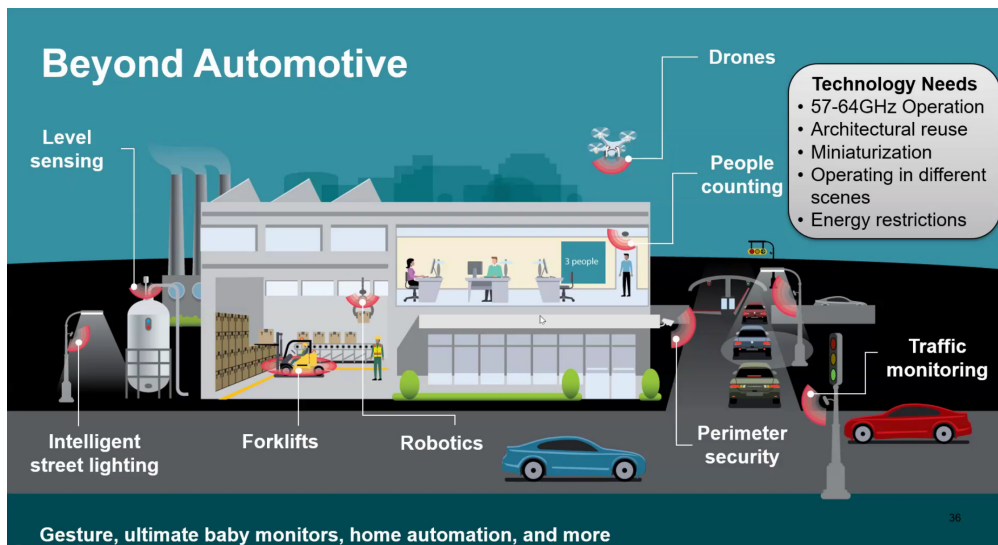 Beyond Automotive
Drones
Technology Needs
• 57-64GHz Operation
• Architectural reuse
• Miniaturization
• Operating in different
scenes
• Energy restrictions
Level
sensing
People
counting
3 people
Traffic
monitoring
Intelligent
street lighting
Forklifts
Robotics
Perimeter
security
36
Gesture, ultimate baby monitors, home automation, and more